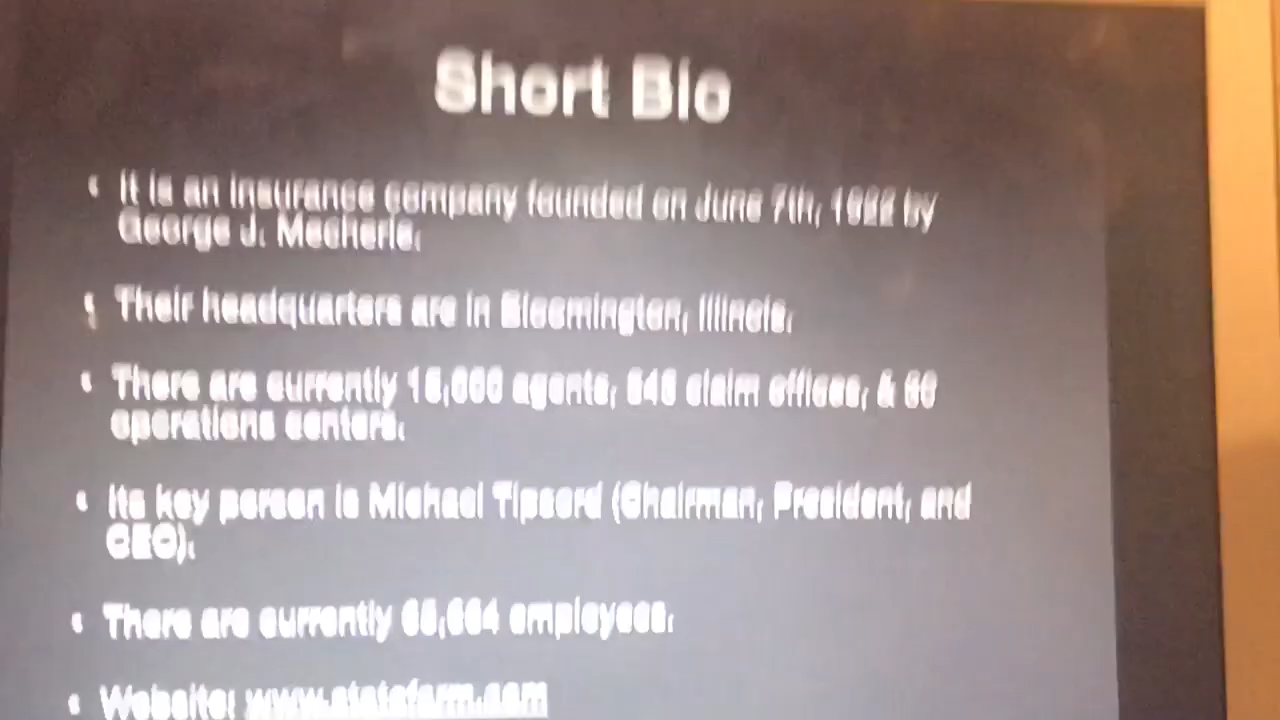 Short Bio
It is an insurance company founded on June 7th, 1922 by
George J. Mecherle.
Their headquarters are in Bloomington, Illinois.
There are currently agents, claim offices, &
operations centers.
Its key person is Michael Tipsord (Chairman, President, and
CEO).
There are currently employees.
Website: www.statefarm.com